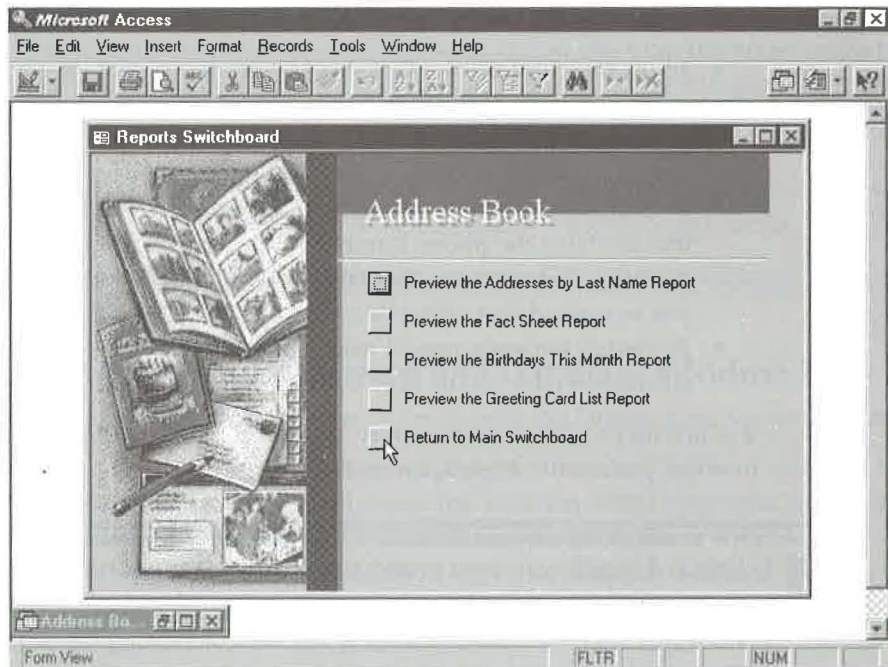 Microsoft Access
File Edit View Insert Format Records Tools Window Help
Reports Switchboard
Address Book
Preview the Addresses by Last Name Report
Preview the Fact Sheet Report
Preview the Birthdays This Month Report
Preview the Greeting Card List Report
Return to Main Switchboard
Address Bo...
Form View FLTR NUM